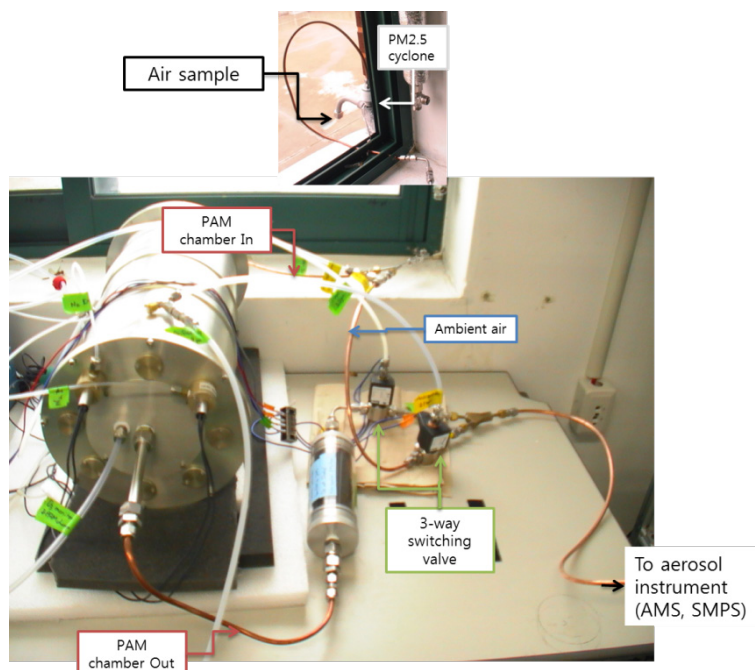 PM2.5
cyclone
Air sample
PAM
chamber In
Ambient air
3-way
switching
valve
To aerosol
instrument
(AMS, SMPS)
PAM
chamber Out